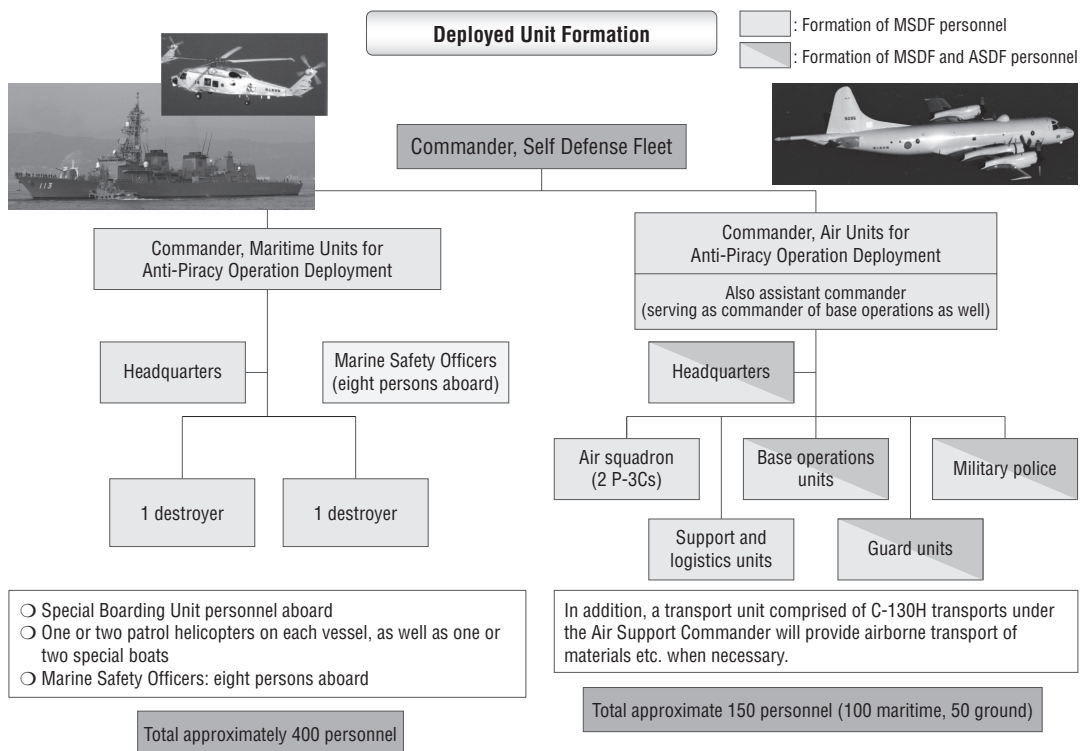 Deployed Unit Formation
: Formation of MSDF personnel
: Formation of MSDF and ASDF personnel
113
Commander, Self Defense Fleet
Commander, Maritime Units for
Anti-Piracy Operation Deployment
Commander, Air Units for
Anti-Piracy Operation Deployment
Also assistant commander
(serving as commander of base operations as well)
Headquarters
Marine Safety Officers
(eight persons aboard)
Headquarters
1 destroyer
1 destroyer
Air squadron
(2 P-3Cs)
Base operations
units
Military police
Support and
logistics units
Guard units
❍ Special Boarding Unit personnel aboard
❍ One or two patrol helicopters on each vessel, as well as one or
two special boats
❍ Marine Safety Officers: eight persons aboard
In addition, a transport unit comprised of C-130H transports under
the Air Support Commander will provide airborne transport of
materials etc. when necessary.
Total approximately 400 personnel
Total approximate 150 personnel (100 maritime, 50 ground)